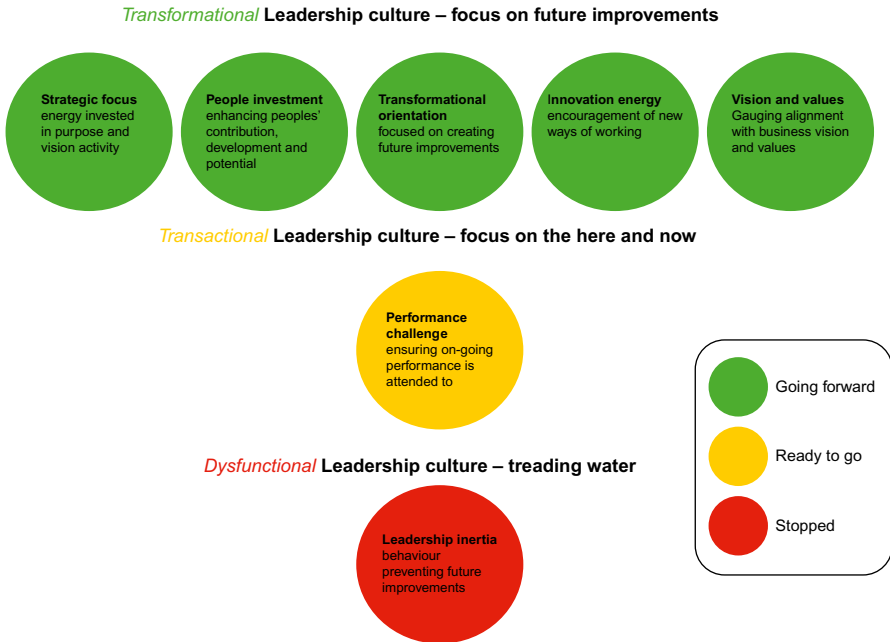 Transformational Leadership culture – focus on future improvements
Strategic focus
energy invested
in purpose and
vision activity
People investment
enhancing peoples'
contribution,
development and
potential
Transformational
orientation
focused on creating
future improvements
Innovation energy
encouragement of new
ways of working
Vision and values
Gauging alignment
with business vision
and values
Transactional Leadership culture – focus on the here and now
Performance
challenge
ensuring on-going
performance is
attended to
Going forward
Ready to go
Stopped
Dysfunctional Leadership culture – treading water
Leadership inertia
behaviour
preventing future
improvements